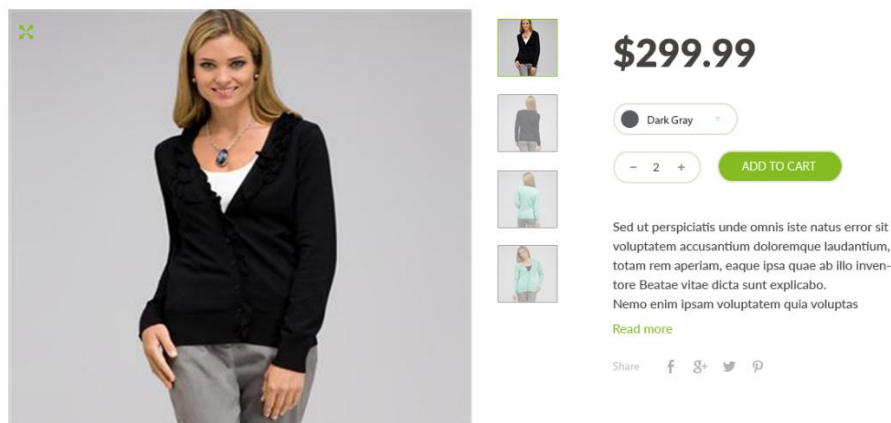 $299.99
Dark Gray
− 2 +
ADD TO CART
Sed ut perspiciatis unde omnis iste natus error sit
voluptatem accusantium doloremque laudantium,
totam rem aperiam, eaque ipsa quae ab illo inven-
tore Beatae vitae dicta sunt explicabo.
Nemo enim ipsam voluptatem quia voluptas
Read more
Share